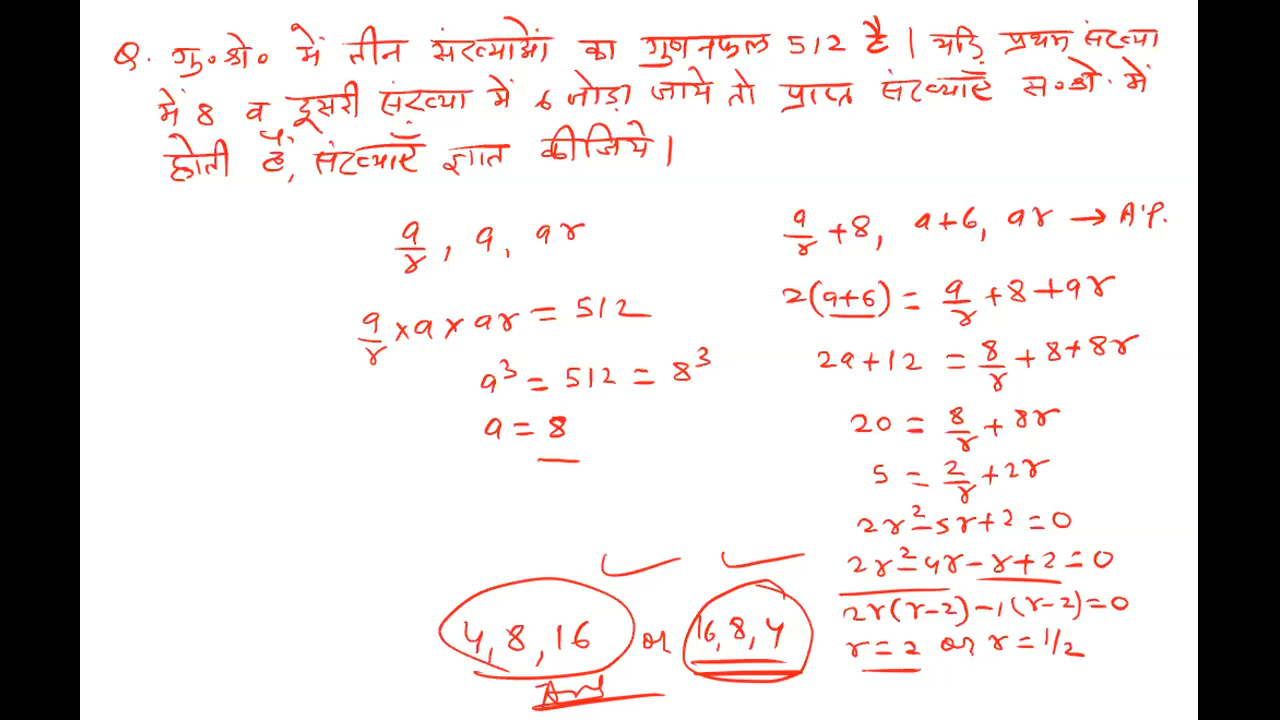 Q. गु॰ श्रे॰ में तीन संख्याओं का गुणनफल 512 है। यदि प्रथम संख्या
में 8 व दूसरी संख्या में 6 जोड़ा जाये तो प्राप्त संख्याएँ स॰ श्रे॰ में
होती हैं, संख्याएँ ज्ञात कीजिये।
a/r, a, ar
a/r × a × ar = 512
a³ = 512 = 8³
a = 8
a/r + 8, a+6, ar → A.P.
2(a+6) = a/r + 8 + ar
2a+12 = 8/r + 8 + 8r
20 = 8/r + 8r
5 = 2/r + 2r
2r² - 5r + 2 = 0
2r² - 4r - r + 2 = 0
2r(r-2) - 1(r-2) = 0
r = 2 or r = 1/2
4, 8, 16 or 16, 8, 4
Ans